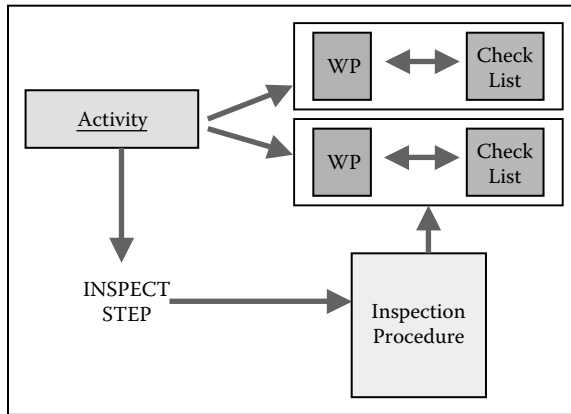 WP
Check
List
Activity
WP
Check
List
INSPECT
STEP
Inspection
Procedure